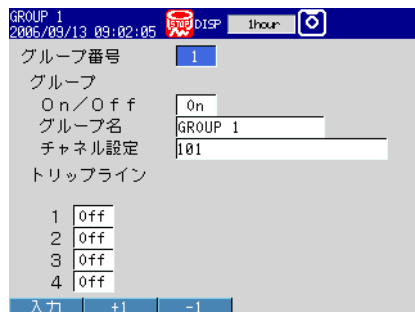 GROUP 1
2006/09/13 09:02:05 STOP DISP 1hour
グループ番号 1
グループ
On／Off On
グループ名 GROUP 1
チャネル設定 101
トリップライン
1 Off
2 Off
3 Off
4 Off
入力 +1 -1